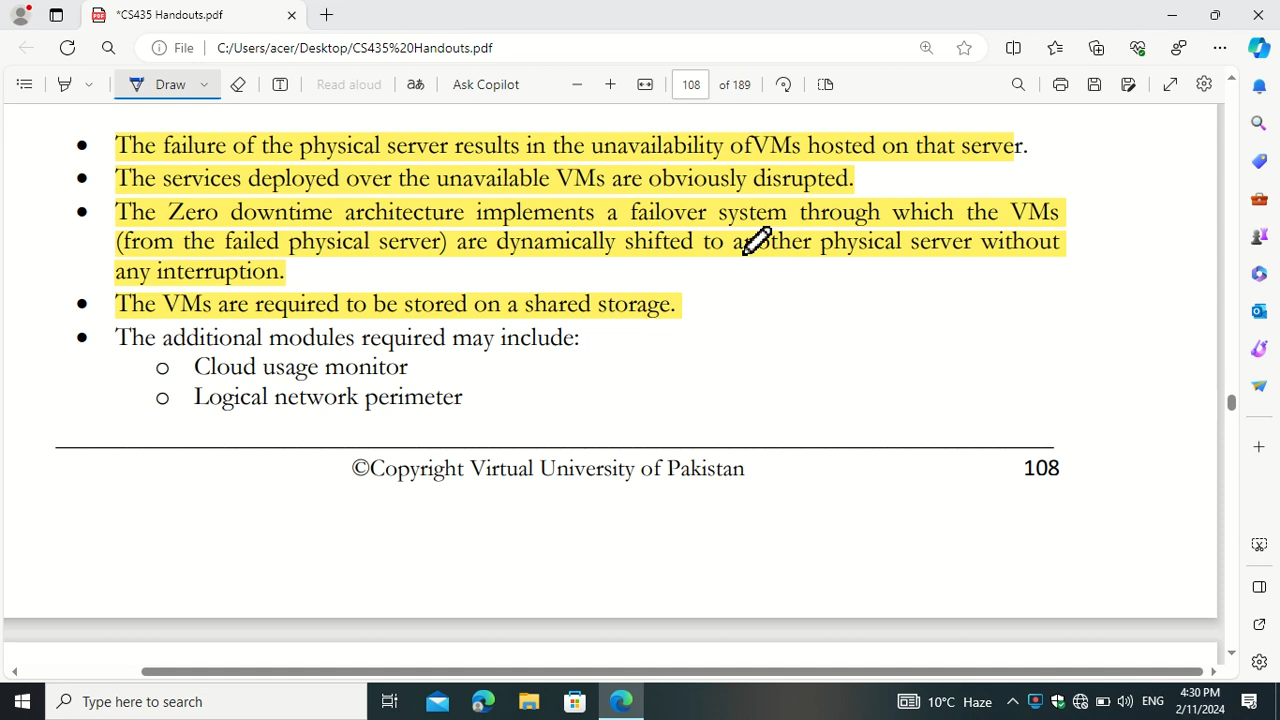 *CS435 Handouts.pdf
File
C:/Users/acer/Desktop/CS435%20Handouts.pdf
Draw
Read aloud
aあ
Ask Copilot
108
of 189
• The failure of the physical server results in the unavailability ofVMs hosted on that server.
• The services deployed over the unavailable VMs are obviously disrupted.
• The Zero downtime architecture implements a failover system through which the VMs
(from the failed physical server) are dynamically shifted to another physical server without
any interruption.
• The VMs are required to be stored on a shared storage.
• The additional modules required may include:
o Cloud usage monitor
o Logical network perimeter
©Copyright Virtual University of Pakistan
108
Type here to search
10°C Haze
ENG
4:30 PM
2/11/2024